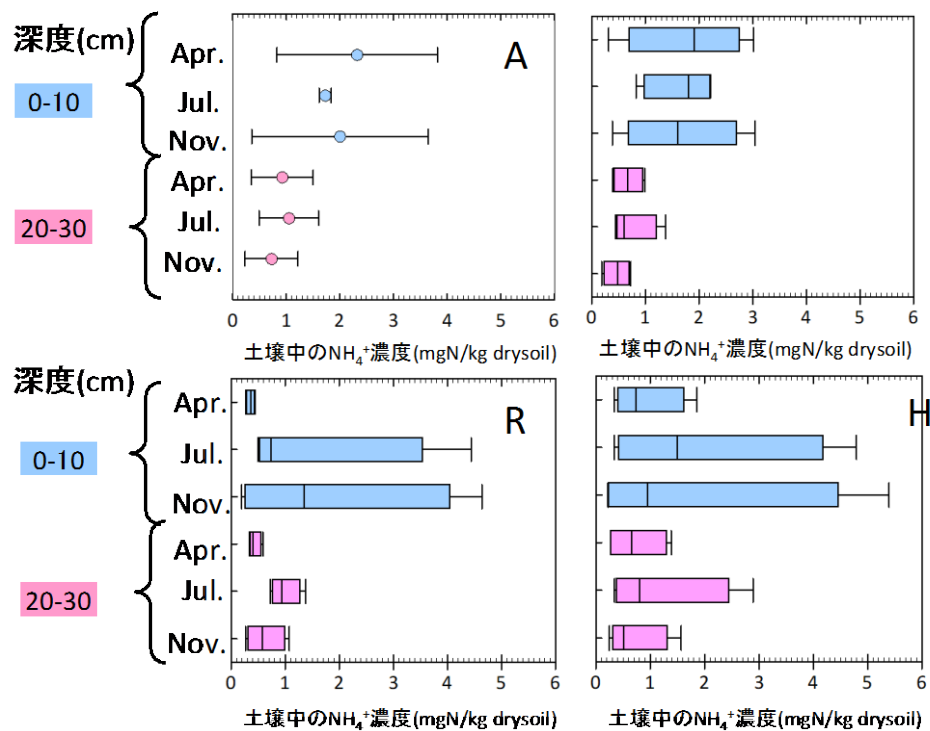 深度(cm)
0-10
20-30
Apr.
Jul.
Nov.
Apr.
Jul.
Nov.
A
0 1 2 3 4 5 6
土壌中のNH₄⁺濃度(mgN/kg drysoil)
0 1 2 3 4 5 6
土壌中のNH₄⁺濃度(mgN/kg drysoil)
深度(cm)
0-10
20-30
Apr.
Jul.
Nov.
Apr.
Jul.
Nov.
R
0 1 2 3 4 5 6
土壌中のNH₄⁺濃度(mgN/kg drysoil)
H
0 1 2 3 4 5 6
土壌中のNH₄⁺濃度(mgN/kg drysoil)